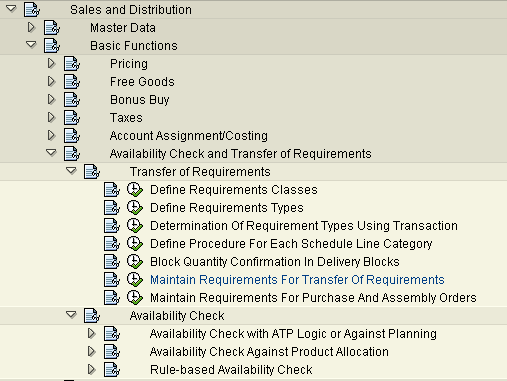 Sales and Distribution
Master Data
Basic Functions
Pricing
Free Goods
Bonus Buy
Taxes
Account Assignment/Costing
Availability Check and Transfer of Requirements
Transfer of Requirements
Define Requirements Classes
Define Requirements Types
Determination Of Requirement Types Using Transaction
Define Procedure For Each Schedule Line Category
Block Quantity Confirmation In Delivery Blocks
Maintain Requirements For Transfer Of Requirements
Maintain Requirements For Purchase And Assembly Orders
Availability Check
Availability Check with ATP Logic or Against Planning
Availability Check Against Product Allocation
Rule-based Availability Check